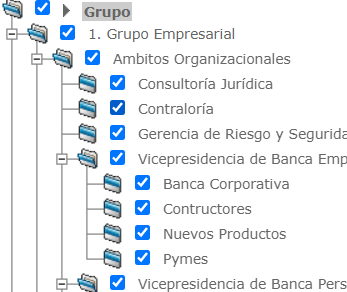 Grupo
1. Grupo Empresarial
Ambitos Organizacionales
Consultoría Jurídica
Contraloría
Gerencia de Riesgo y Segurida
Vicepresidencia de Banca Emp
Banca Corporativa
Contructores
Nuevos Productos
Pymes
Vicepresidencia de Banca Pers